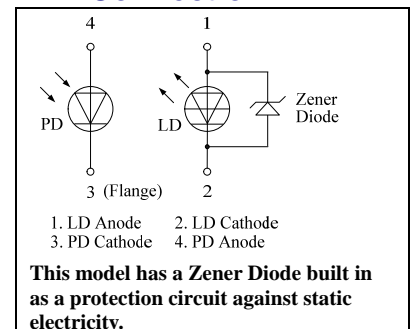 4 1
PD LD Zener
Diode
3 (Flange) 2
1. LD Anode 2. LD Cathode
3. PD Cathode 4. PD Anode
This model has a Zener Diode built in
as a protection circuit against static
electricity.